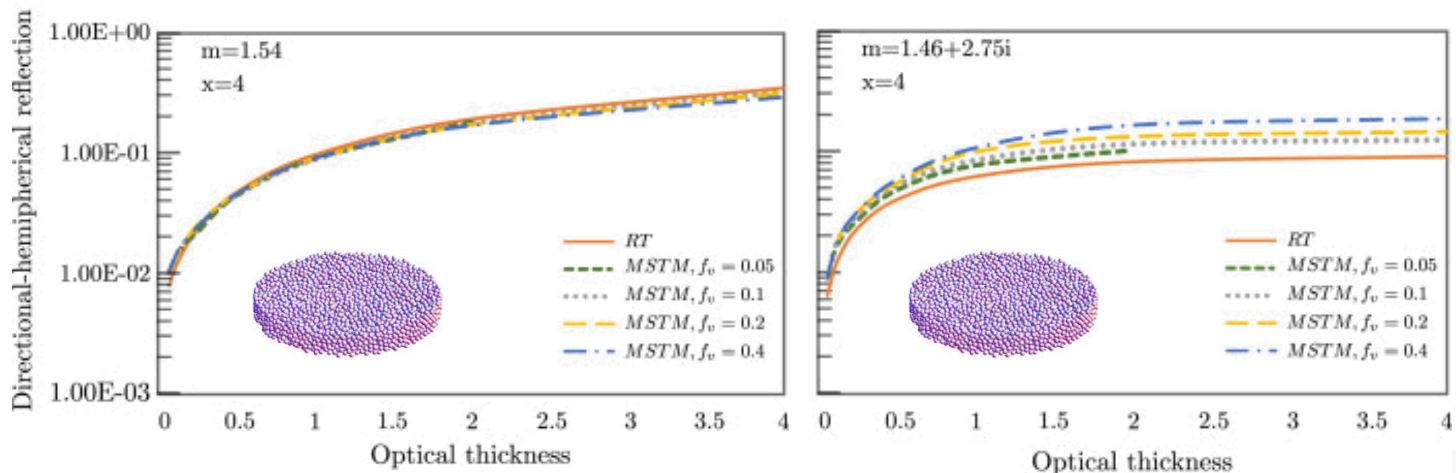 Directional-hemipherical reflection
1.00E+00
1.00E-01
1.00E-02
1.00E-03
m=1.54
x=4
RT
MSTM, f_v = 0.05
MSTM, f_v = 0.1
MSTM, f_v = 0.2
MSTM, f_v = 0.4
0 0.5 1 1.5 2 2.5 3 3.5 4
Optical thickness
m=1.46+2.75i
x=4
RT
MSTM, f_v = 0.05
MSTM, f_v = 0.1
MSTM, f_v = 0.2
MSTM, f_v = 0.4
0 0.5 1 1.5 2 2.5 3 3.5 4
Optical thickness